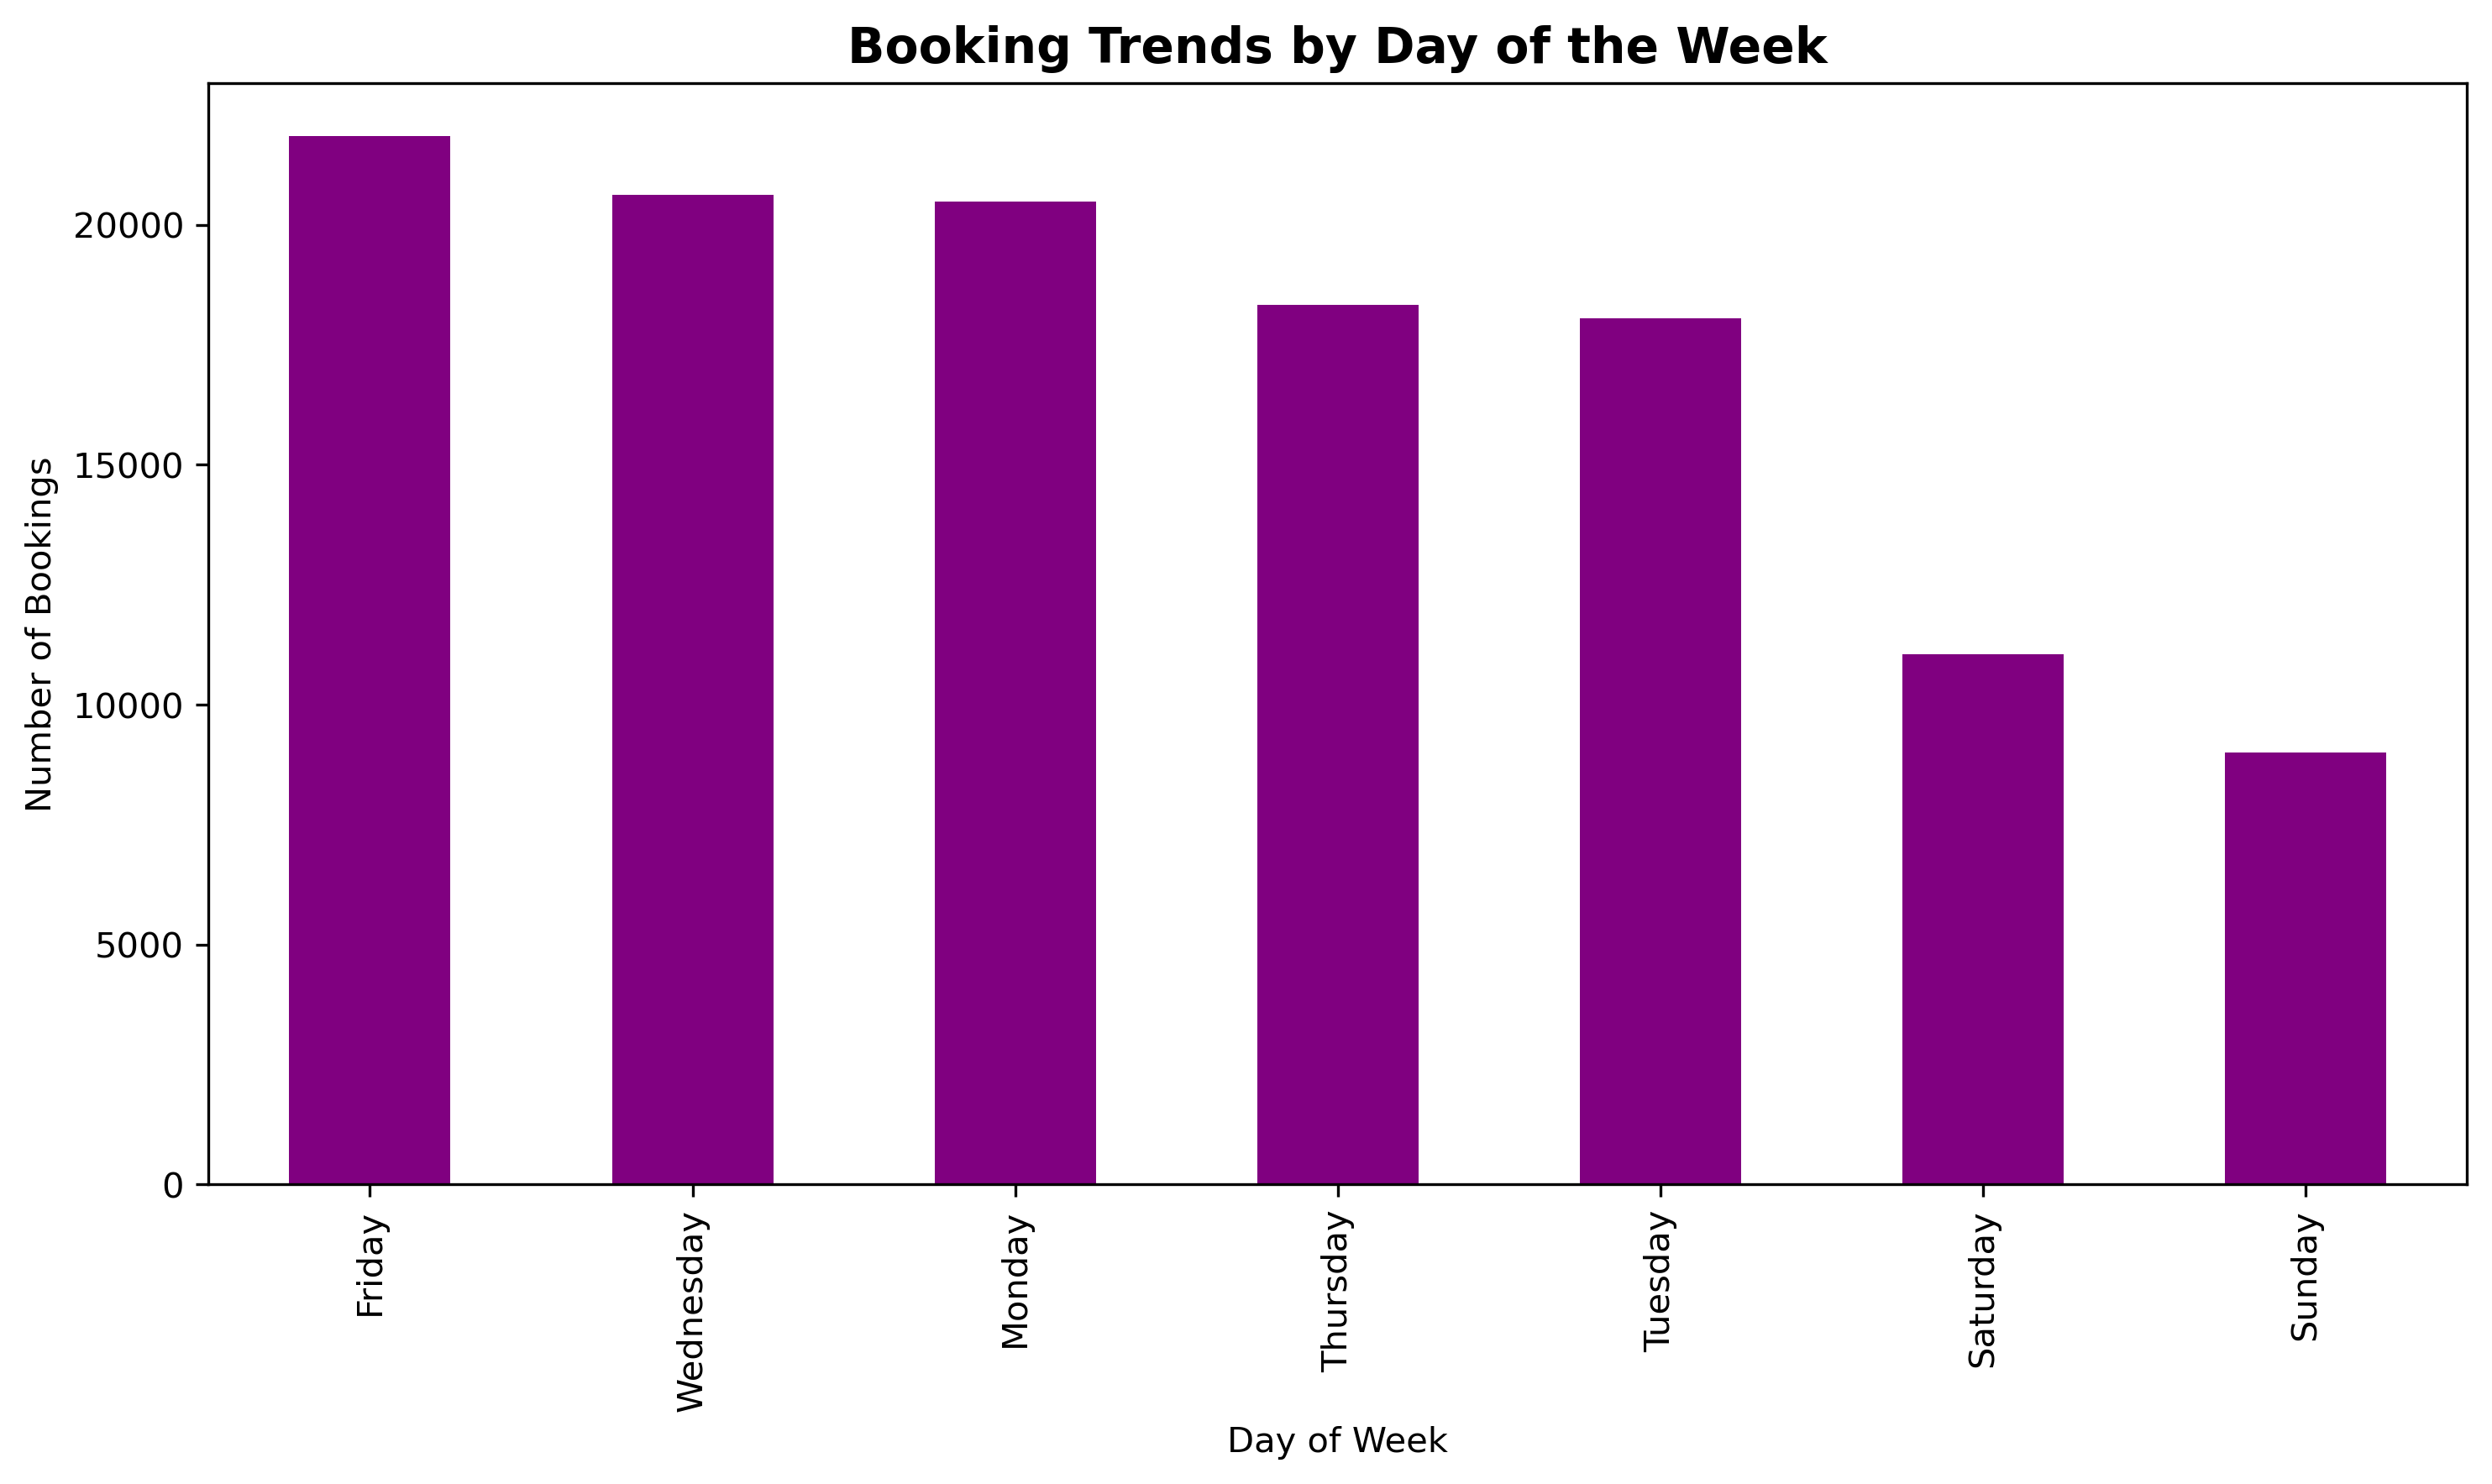 Booking Trends by Day of the Week
Number of Bookings
20000
15000
10000
5000
0
Friday
Wednesday
Monday
Thursday
Tuesday
Saturday
Sunday
Day of Week